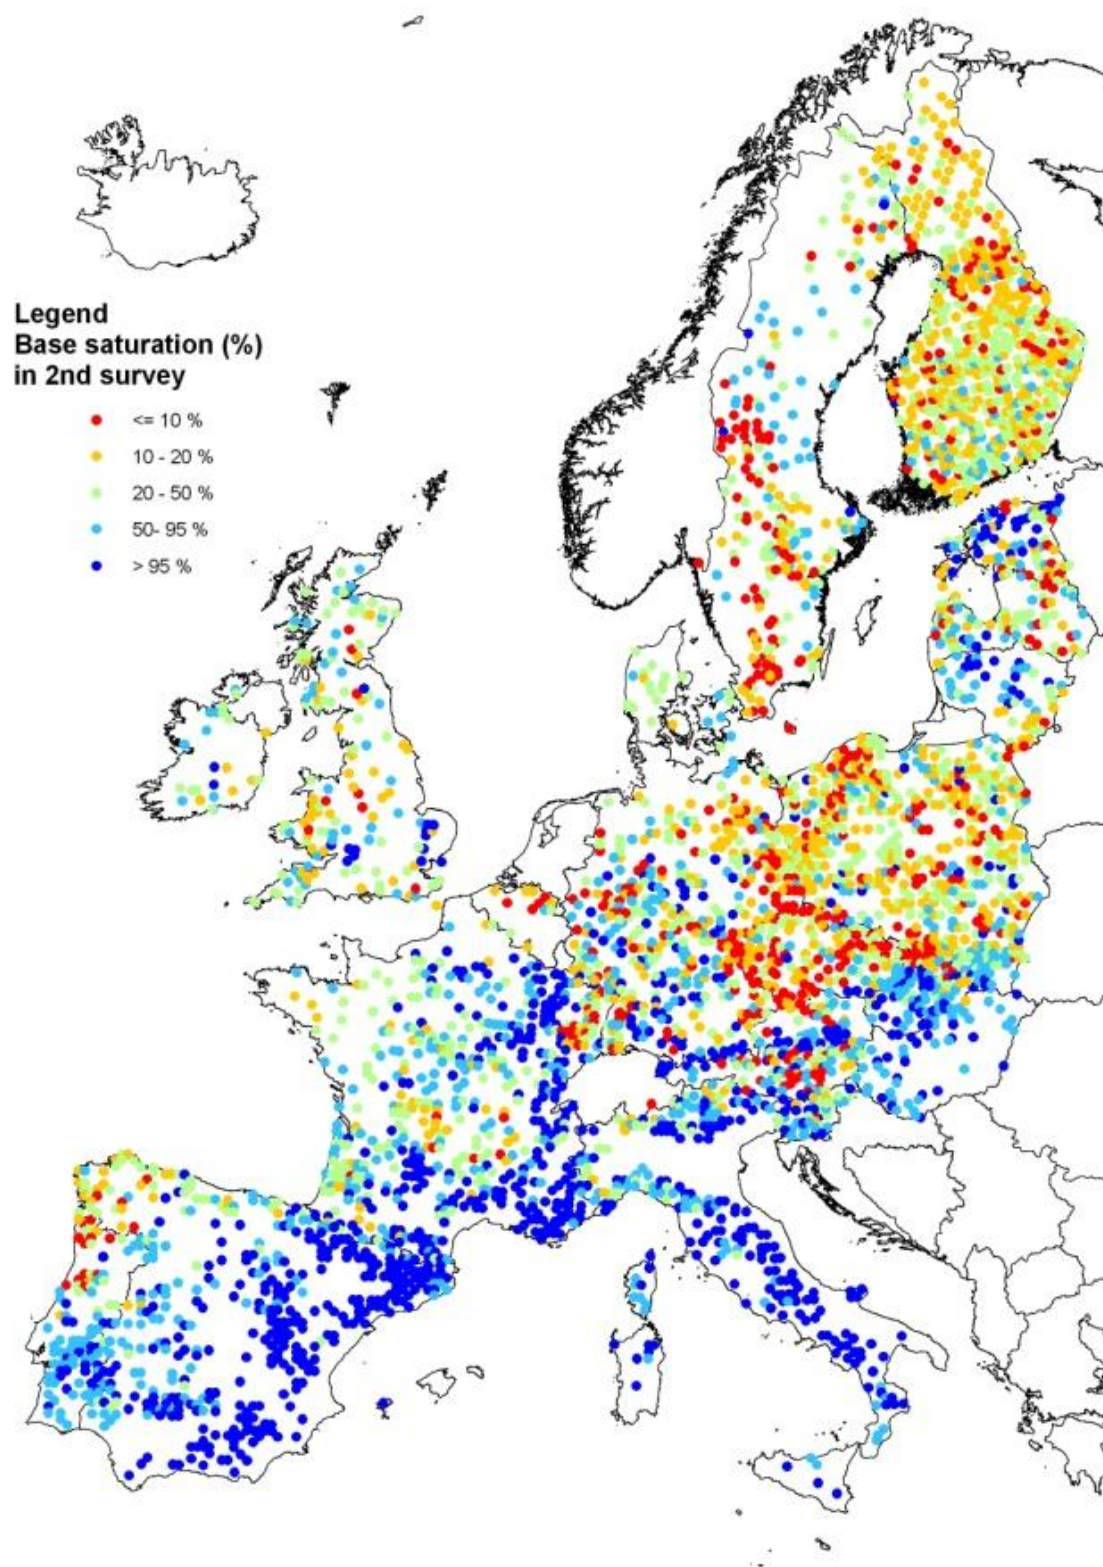 Legend
Base saturation (%)
in 2nd survey
<= 10 %
10 - 20 %
20 - 50 %
50- 95 %
> 95 %